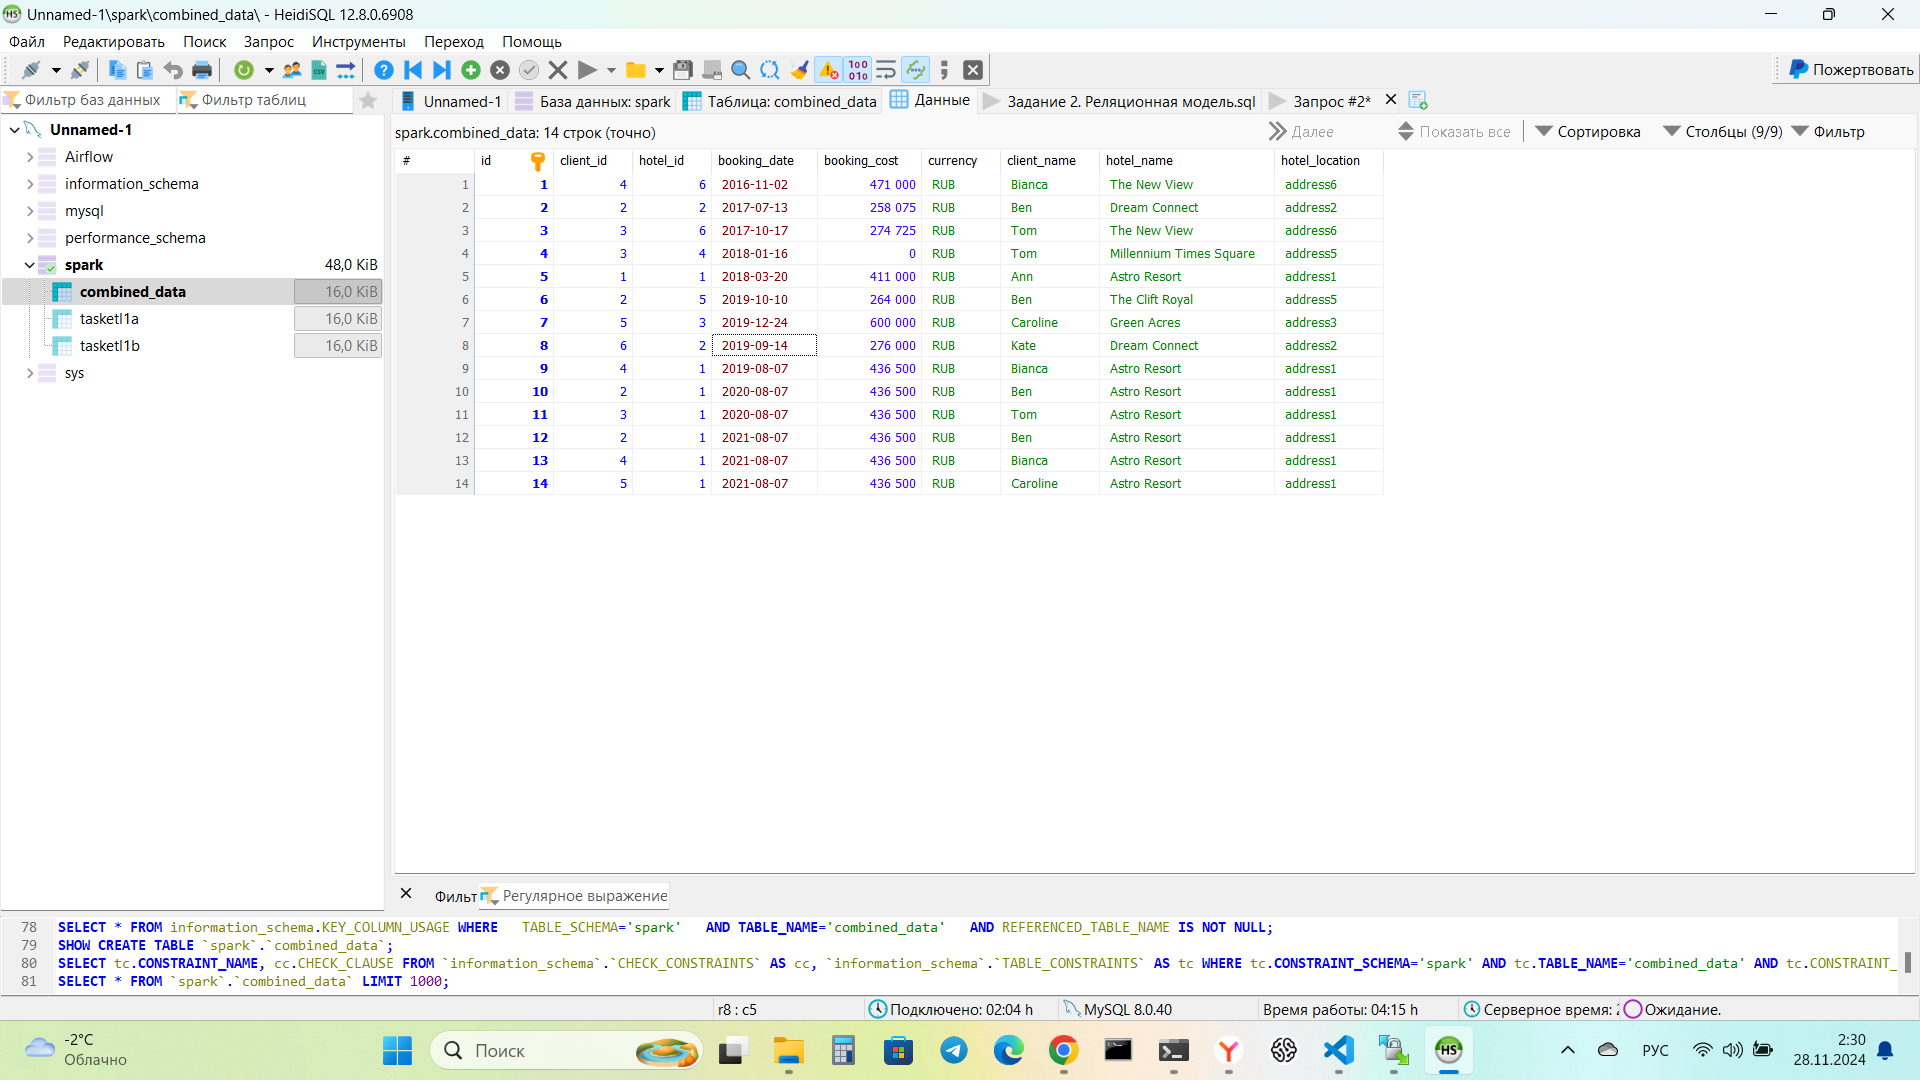 Unnamed-1\spark\combined_data\ - HeidiSQL 12.8.0.6908
Файл Редактировать Поиск Запрос Инструменты Переход Помощь
Пожертвовать
Фильтр баз данных Фильтр таблиц
Unnamed-1 База данных: spark Таблица: combined_data Данные Задание 2. Реляционная модель.sql Запрос #2*
spark.combined_data: 14 строк (точно) Далее Показать все Сортировка Столбцы (9/9) Фильтр
Unnamed-1
Airflow
information_schema
mysql
performance_schema
spark 48,0 KiB
combined_data 16,0 KiB
tasketl1a 16,0 KiB
tasketl1b 16,0 KiB
sys
# id client_id hotel_id booking_date booking_cost currency client_name hotel_name hotel_location
1 1 4 6 2016-11-02 471 000 RUB Bianca The New View address6
2 2 2 2 2017-07-13 258 075 RUB Ben Dream Connect address2
3 3 3 6 2017-10-17 274 725 RUB Tom The New View address6
4 4 3 4 2018-01-16 0 RUB Tom Millennium Times Square address5
5 5 1 1 2018-03-20 411 000 RUB Ann Astro Resort address1
6 6 2 5 2019-10-10 264 000 RUB Ben The Clift Royal address5
7 7 5 3 2019-12-24 600 000 RUB Caroline Green Acres address3
8 8 6 2 2019-09-14 276 000 RUB Kate Dream Connect address2
9 9 4 1 2019-08-07 436 500 RUB Bianca Astro Resort address1
10 10 2 1 2020-08-07 436 500 RUB Ben Astro Resort address1
11 11 3 1 2020-08-07 436 500 RUB Tom Astro Resort address1
12 12 2 1 2021-08-07 436 500 RUB Ben Astro Resort address1
13 13 4 1 2021-08-07 436 500 RUB Bianca Astro Resort address1
14 14 5 1 2021-08-07 436 500 RUB Caroline Astro Resort address1
Фильт Регулярное выражение
78 SELECT * FROM information_schema.KEY_COLUMN_USAGE WHERE TABLE_SCHEMA='spark' AND TABLE_NAME='combined_data' AND REFERENCED_TABLE_NAME IS NOT NULL;
79 SHOW CREATE TABLE `spark`.`combined_data`;
80 SELECT tc.CONSTRAINT_NAME, cc.CHECK_CLAUSE FROM `information_schema`.`CHECK_CONSTRAINTS` AS cc, `information_schema`.`TABLE_CONSTRAINTS` AS tc WHERE tc.CONSTRAINT_SCHEMA='spark' AND tc.TABLE_NAME='combined_data' AND tc.CONSTRAINT_
81 SELECT * FROM `spark`.`combined_data` LIMIT 1000;
r8 : c5 Подключено: 02:04 h MySQL 8.0.40 Время работы: 04:15 h Серверное время: Ожидание.
-2°C
Облачно
Поиск
РУС
2:30
28.11.2024